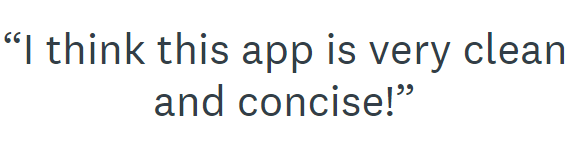 “I think this app is very clean
and concise!”